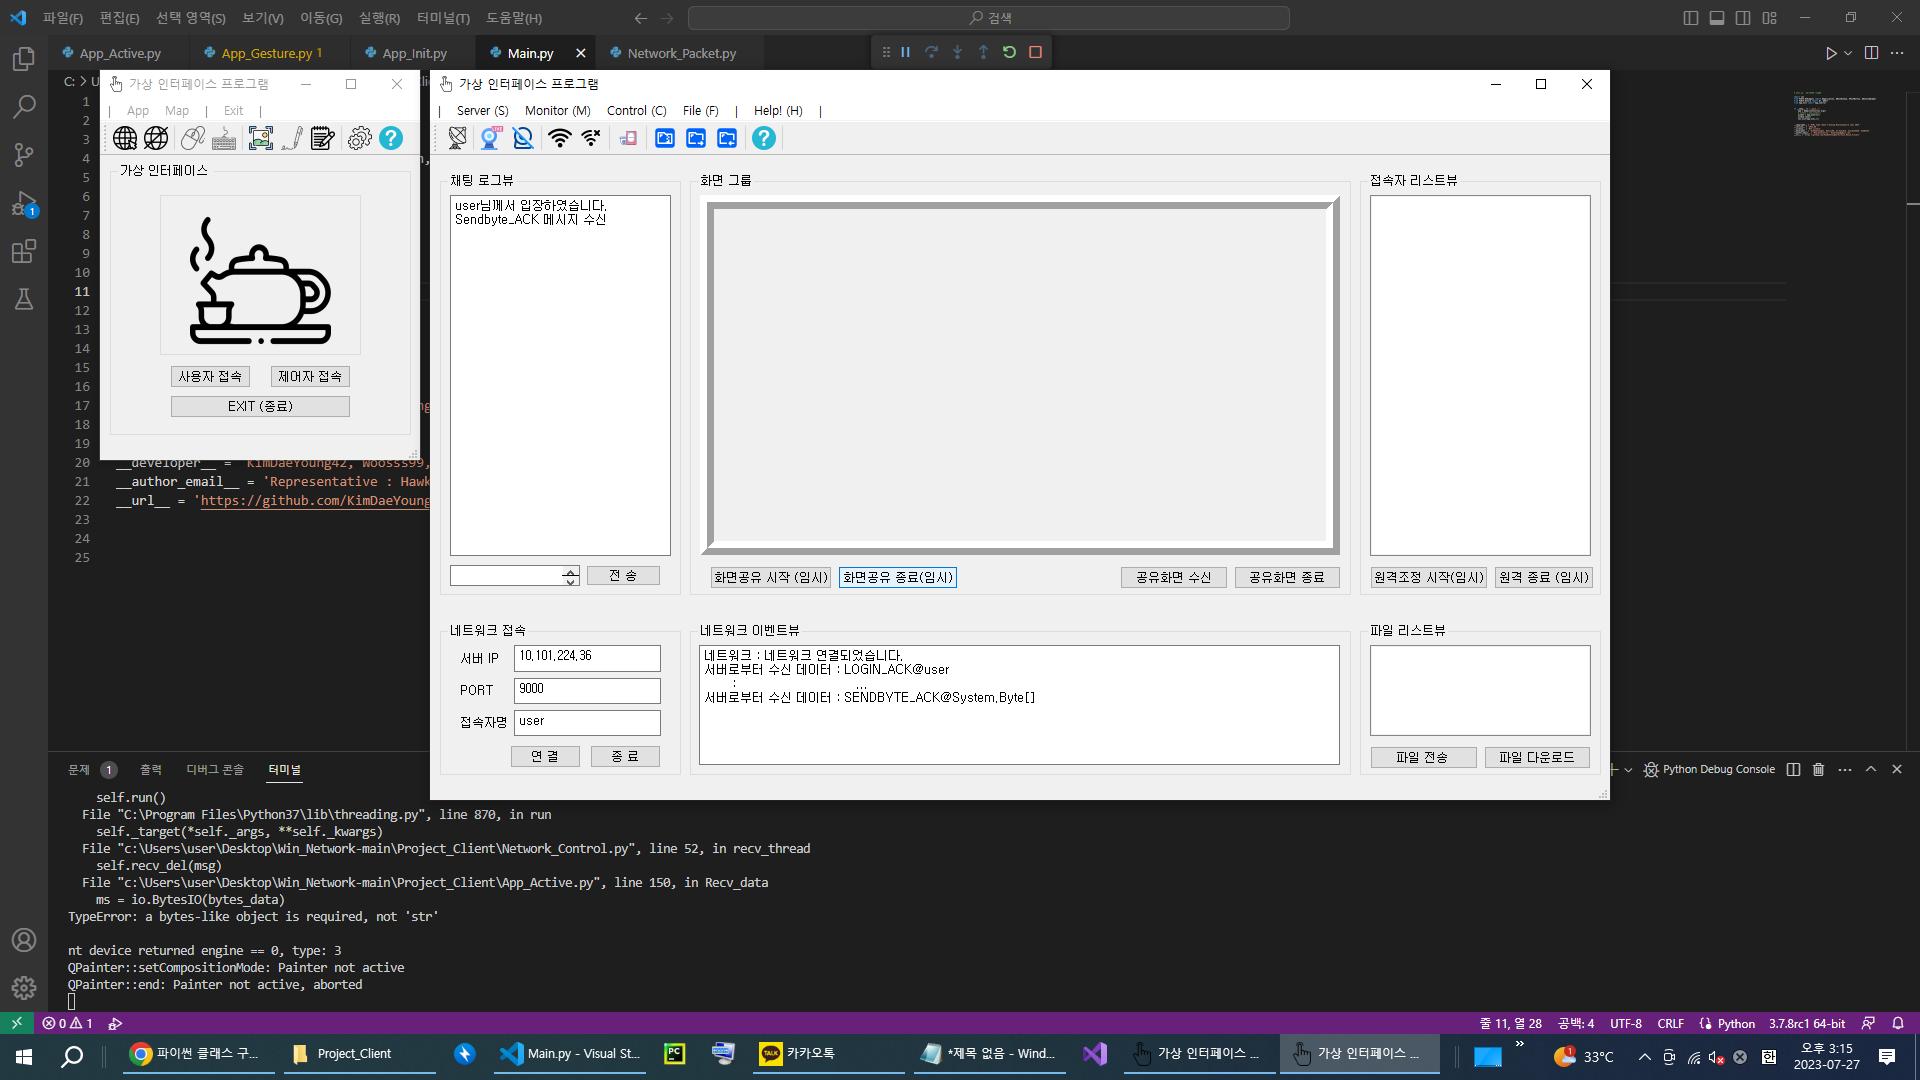 파일(F) 편집(E) 선택 영역(S) 보기(V) 이동(G) 실행(R) 터미널(T) 도움말(H) 검색
App_Active.py App_Gesture.py 1 App_Init.py Main.py Network_Packet.py
C: > U
가상 인터페이스 프로그램
| App Map | Exit |
가상 인터페이스
사용자 접속 제어자 접속
EXIT (종료)
가상 인터페이스 프로그램
| Server (S) Monitor (M) Control (C) File (F) | Help! (H) |
채팅 로그뷰
user님께서 입장하였습니다.
Sendbyte_ACK 메시지 수신
전 송
화면 그룹
화면공유 시작 (임시) 화면공유 종료(임시) 공유화면 수신 공유화면 종료
접속자 리스트뷰
원격조정 시작(임시) 원격 종료 (임시)
네트워크 접속
서버 IP 10.101.224.36
PORT 9000
접속자명 user
연 결 종 료
네트워크 이벤트뷰
네트워크 : 네트워크 연결되었습니다.
서버로부터 수신 데이터 : LOGIN_ACK@user
: ...
서버로부터 수신 데이터 : SENDBYTE_ACK@System.Byte[]
파일 리스트뷰
파일 전송 파일 다운로드
1
2
3
4
5
6
7
8
9
10
11
12
13
14
15
16
17
18
19
20 __developer__ = 'KimDaeYoung42, Woosss99,
21 __author_email__ = 'Representative : Hawk
22 __url__ = 'https://github.com/KimDaeYoung
23
24
25
문제 1 출력 디버그 콘솔 터미널 Python Debug Console
self.run()
File "C:\Program Files\Python37\lib\threading.py", line 870, in run
self._target(*self._args, **self._kwargs)
File "c:\Users\user\Desktop\Win_Network-main\Project_Client\Network_Control.py", line 52, in recv_thread
self.recv_del(msg)
File "c:\Users\user\Desktop\Win_Network-main\Project_Client\App_Active.py", line 150, in Recv_data
ms = io.BytesIO(bytes_data)
TypeError: a bytes-like object is required, not 'str'
nt device returned engine == 0, type: 3
QPainter::setCompositionMode: Painter not active
QPainter::end: Painter not active, aborted
0 1 줄 11, 열 28 공백: 4 UTF-8 CRLF Python 3.7.8rc1 64-bit
파이썬 클래스 구... Project_Client Main.py - Visual St... 카카오톡 *제목 없음 - Wind... 가상 인터페이스 ... 가상 인터페이스 ... 33°C 한 오후 3:15
2023-07-27